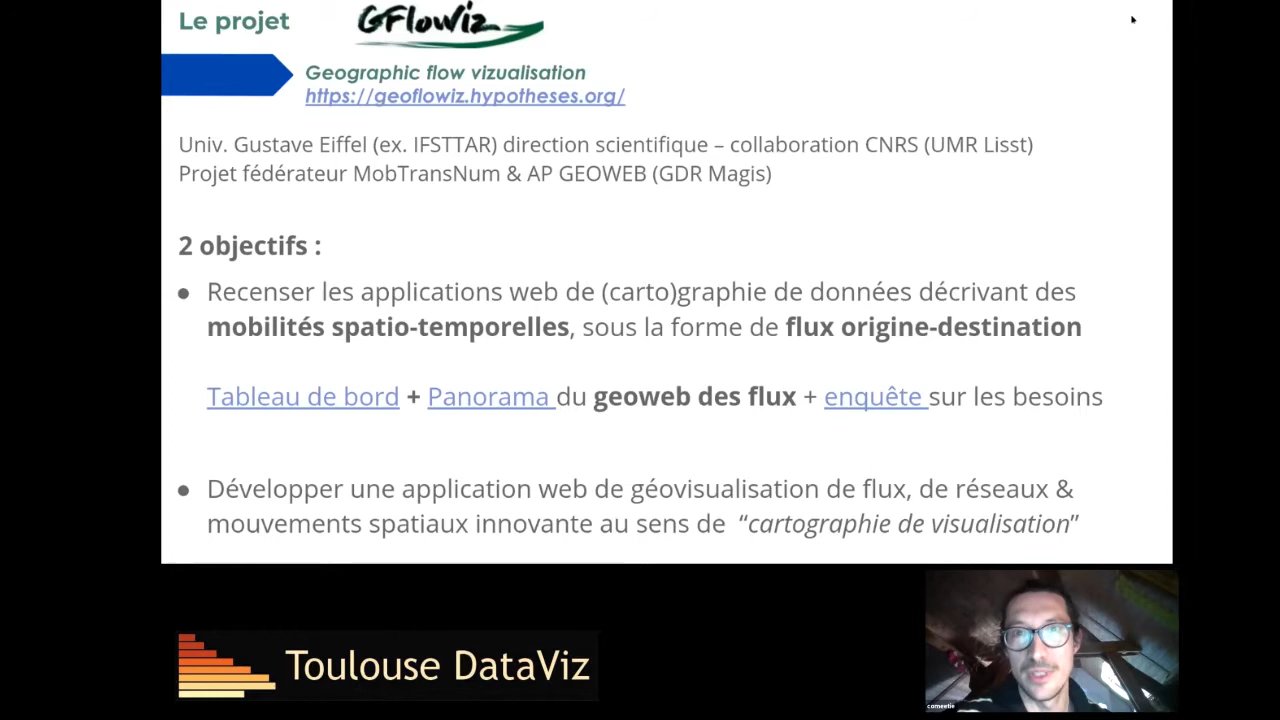 Le projet
GFlowiz
Geographic flow vizualisation
https://geoflowiz.hypotheses.org/
Univ. Gustave Eiffel (ex. IFSTTAR) direction scientifique – collaboration CNRS (UMR Lisst)
Projet fédérateur MobTransNum & AP GEOWEB (GDR Magis)
2 objectifs :
● Recenser les applications web de (carto)graphie de données décrivant des
mobilités spatio-temporelles, sous la forme de flux origine-destination
Tableau de bord + Panorama du geoweb des flux + enquête sur les besoins
● Développer une application web de géovisualisation de flux, de réseaux &
mouvements spatiaux innovante au sens de “cartographie de visualisation”
Toulouse DataViz
comeetie